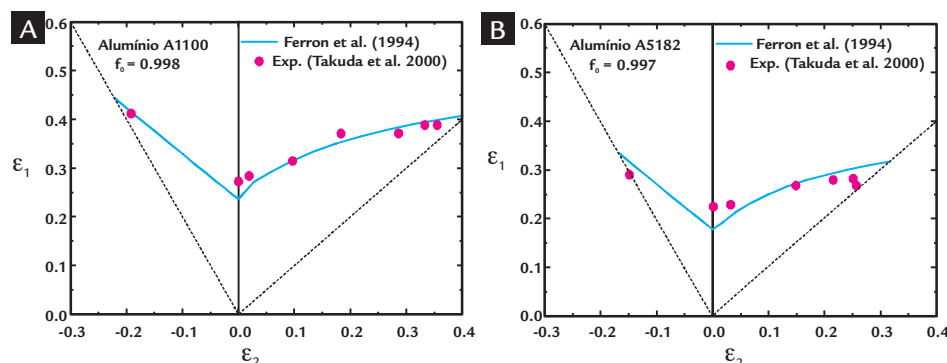 A
Alumínio A1100
f₀ = 0.998
Ferron et al. (1994)
Exp. (Takuda et al. 2000)
0.6
0.5
0.4
0.3
0.2
0.1
0.0
ε₁
-0.3 -0.2 -0.1 0.0 0.1 0.2 0.3 0.4
ε₂
B
Alumínio A5182
f₀ = 0.997
Ferron et al. (1994)
Exp. (Takuda et al. 2000)
0.6
0.5
0.4
0.3
0.2
0.1
0.0
ε₁
-0.3 -0.2 -0.1 0.0 0.1 0.2 0.3 0.4